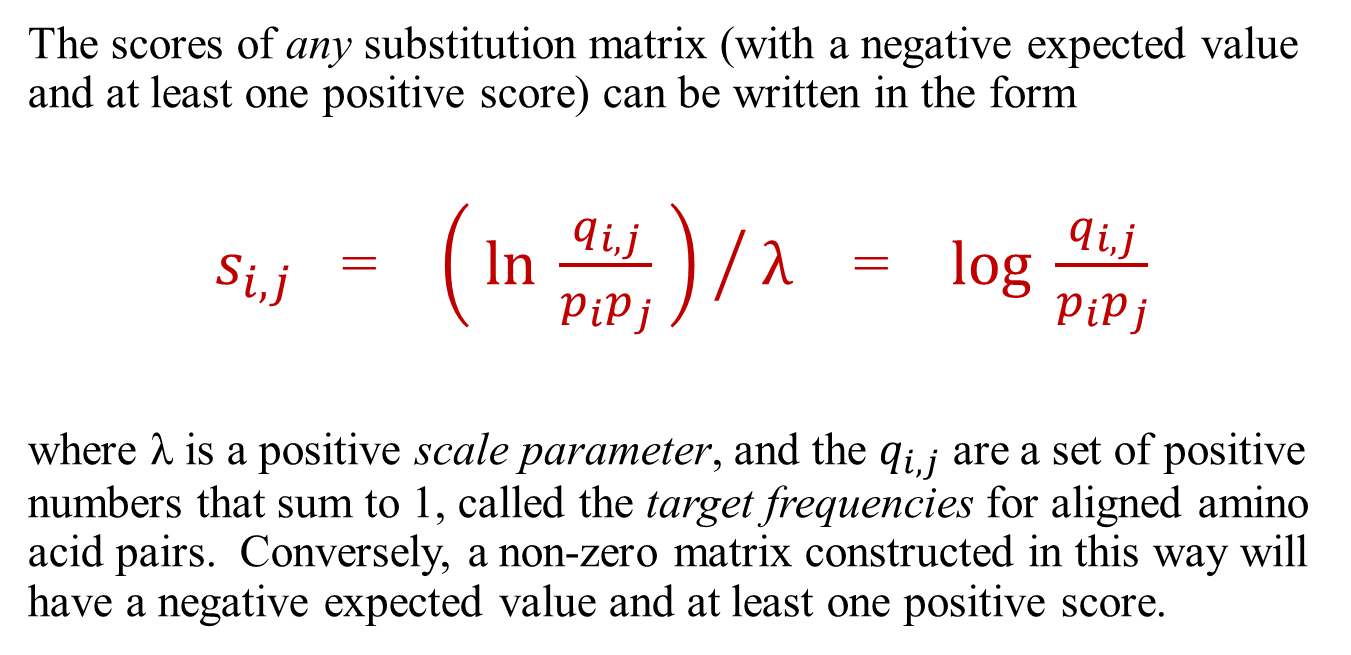 The scores of any substitution matrix (with a negative expected value
and at least one positive score) can be written in the form
s_{i,j} = ( ln q_{i,j} / p_i p_j ) / λ = log q_{i,j} / p_i p_j
where λ is a positive scale parameter, and the q_{i,j} are a set of positive
numbers that sum to 1, called the target frequencies for aligned amino
acid pairs.  Conversely, a non-zero matrix constructed in this way will
have a negative expected value and at least one positive score.